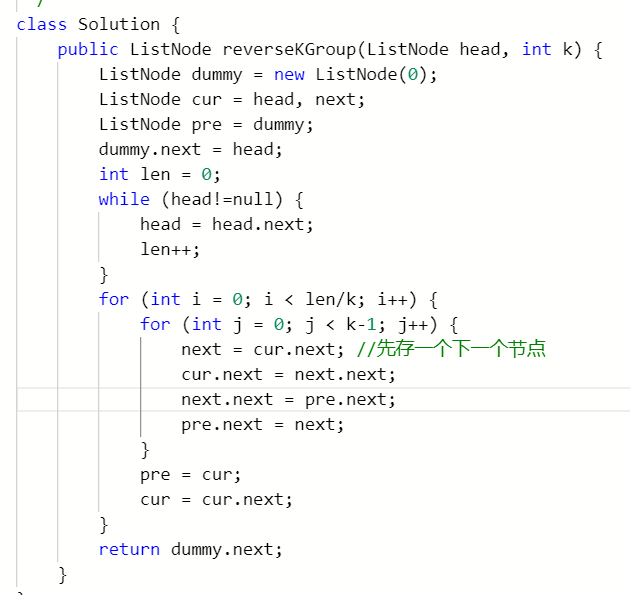 class Solution {
    public ListNode reverseKGroup(ListNode head, int k) {
        ListNode dummy = new ListNode(0);
        ListNode cur = head, next;
        ListNode pre = dummy;
        dummy.next = head;
        int len = 0;
        while (head!=null) {
            head = head.next;
            len++;
        }
        for (int i = 0; i < len/k; i++) {
            for (int j = 0; j < k-1; j++) {
                next = cur.next; //先存一个下一个节点
                cur.next = next.next;
                next.next = pre.next;
                pre.next = next;
            }
            pre = cur;
            cur = cur.next;
        }
        return dummy.next;
    }